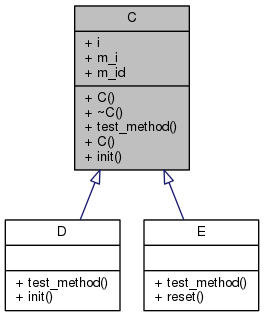 C
+ i
+ m_i
+ m_id
+ C()
+ ~C()
+ test_method()
+ C()
+ init()
D
+ test_method()
+ init()
E
+ test_method()
+ reset()